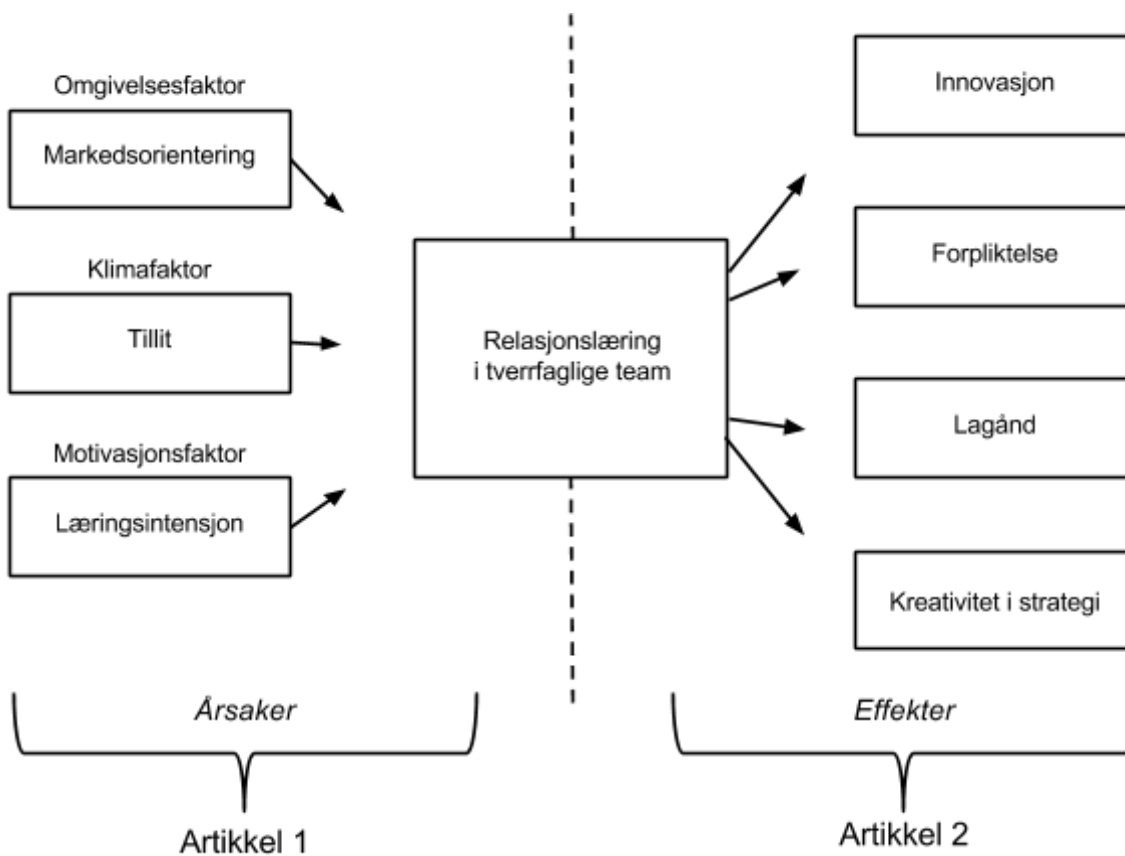 Omgivelsesfaktor
Markedsorientering
Klimafaktor
Tillit
Motivasjonsfaktor
Læringsintensjon
Relasjonslæring
i tverrfaglige team
Innovasjon
Forpliktelse
Lagånd
Kreativitet i strategi
Årsaker
Effekter
Artikkel 1
Artikkel 2